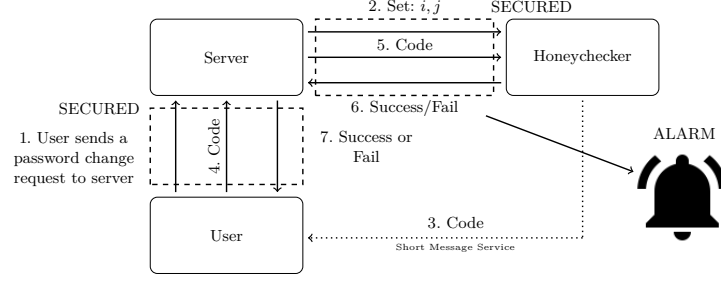 2. Set: i, j
SECURED
Server
5. Code
Honeychecker
6. Success/Fail
SECURED
1. User sends a
password change
request to server
4. Code
7. Success or
Fail
ALARM
User
3. Code
Short Message Service